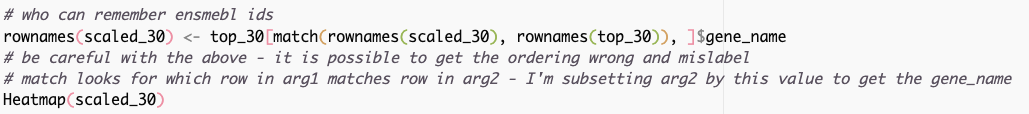 # who can remember ensmebl ids
rownames(scaled_30) <- top_30[match(rownames(scaled_30), rownames(top_30)), ]$gene_name
# be careful with the above - it is possible to get the ordering wrong and mislabel
# match looks for which row in arg1 matches row in arg2 - I'm subsetting arg2 by this value to get the gene_name
Heatmap(scaled_30)